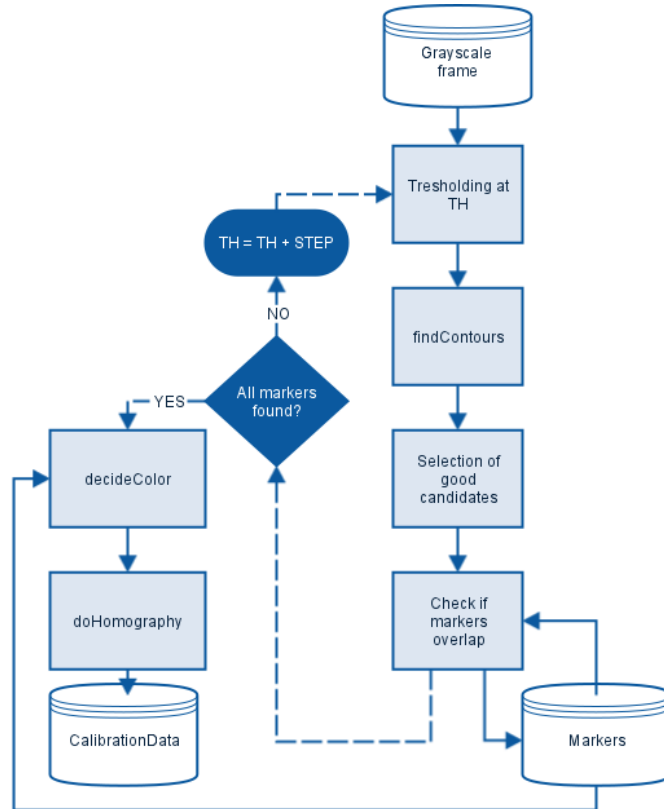 Grayscale
frame
Tresholding at
TH
TH = TH + STEP
findContours
NO
All markers
found?
YES
decideColor
Selection of
good
candidates
doHomography
Check if
markers
overlap
CalibrationData
Markers